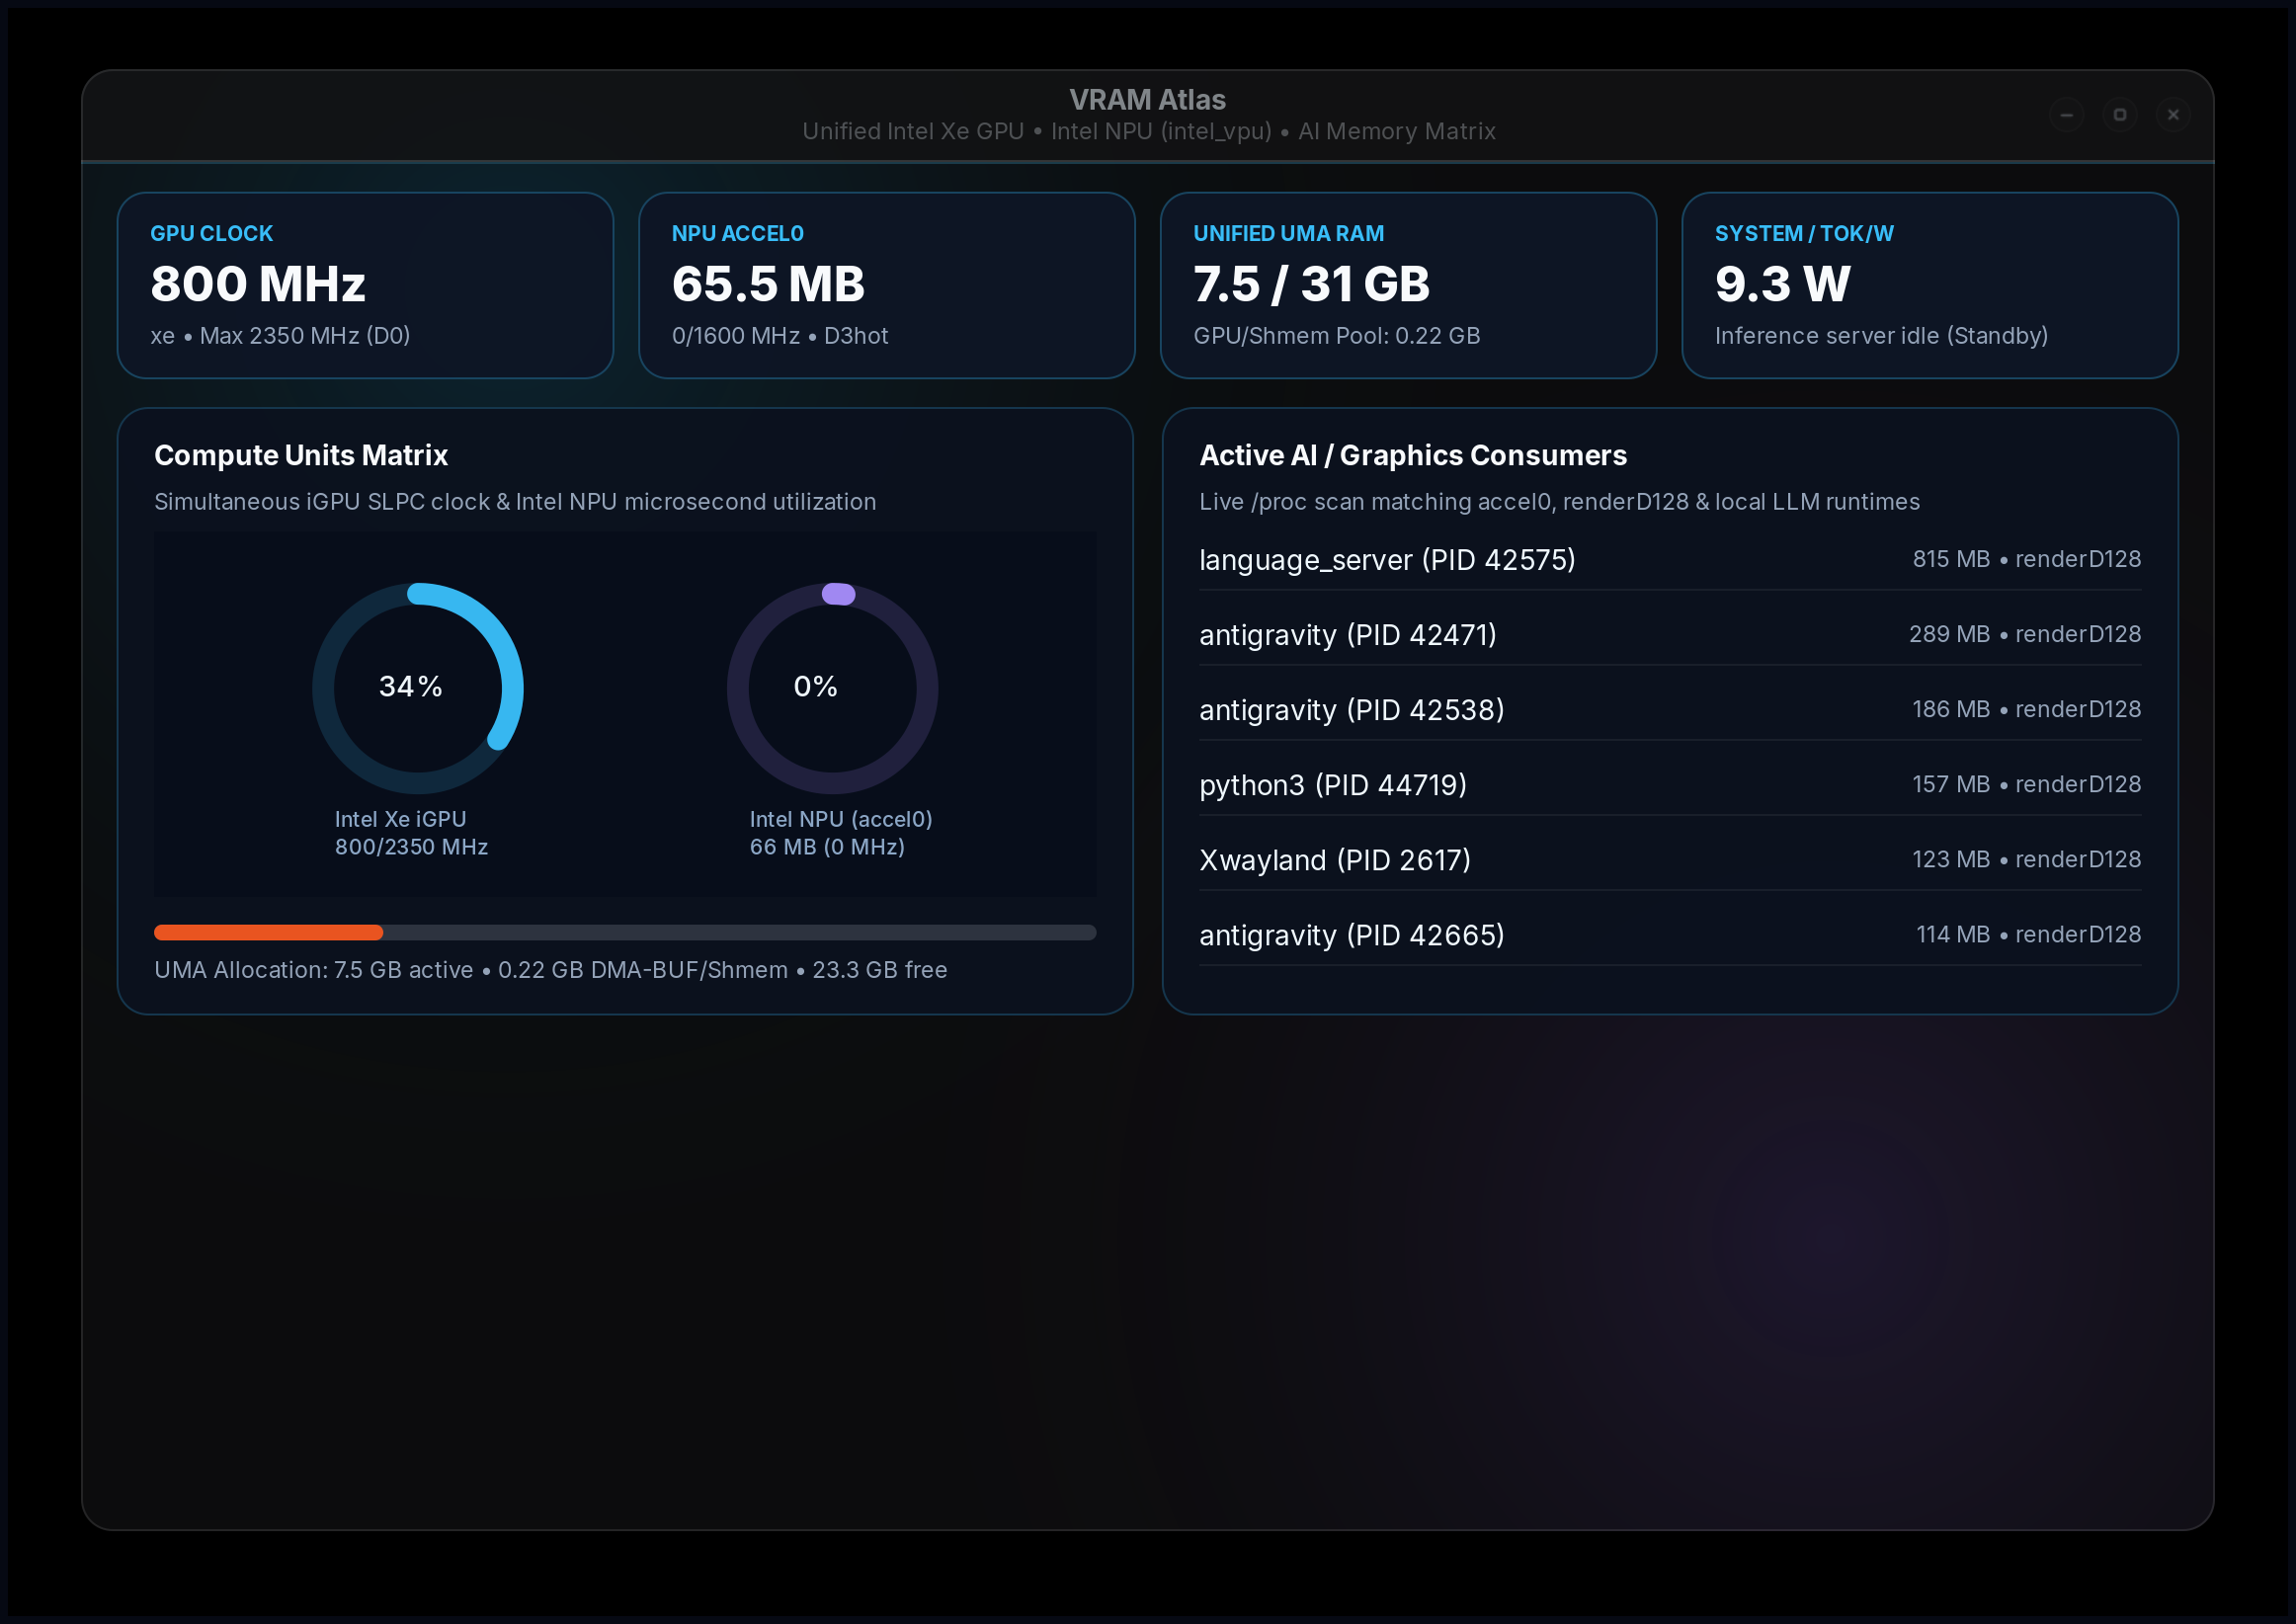 VRAM Atlas
Unified Intel Xe GPU • Intel NPU (intel_vpu) • AI Memory Matrix
GPU CLOCK
800 MHz
xe • Max 2350 MHz (D0)
NPU ACCEL0
65.5 MB
0/1600 MHz • D3hot
UNIFIED UMA RAM
7.5 / 31 GB
GPU/Shmem Pool: 0.22 GB
SYSTEM / TOK/W
9.3 W
Inference server idle (Standby)
Compute Units Matrix
Simultaneous iGPU SLPC clock & Intel NPU microsecond utilization
34%
Intel Xe iGPU
800/2350 MHz
0%
Intel NPU (accel0)
66 MB (0 MHz)
UMA Allocation: 7.5 GB active • 0.22 GB DMA-BUF/Shmem • 23.3 GB free
Active AI / Graphics Consumers
Live /proc scan matching accel0, renderD128 & local LLM runtimes
language_server (PID 42575) 815 MB • renderD128
antigravity (PID 42471) 289 MB • renderD128
antigravity (PID 42538) 186 MB • renderD128
python3 (PID 44719) 157 MB • renderD128
Xwayland (PID 2617) 123 MB • renderD128
antigravity (PID 42665) 114 MB • renderD128